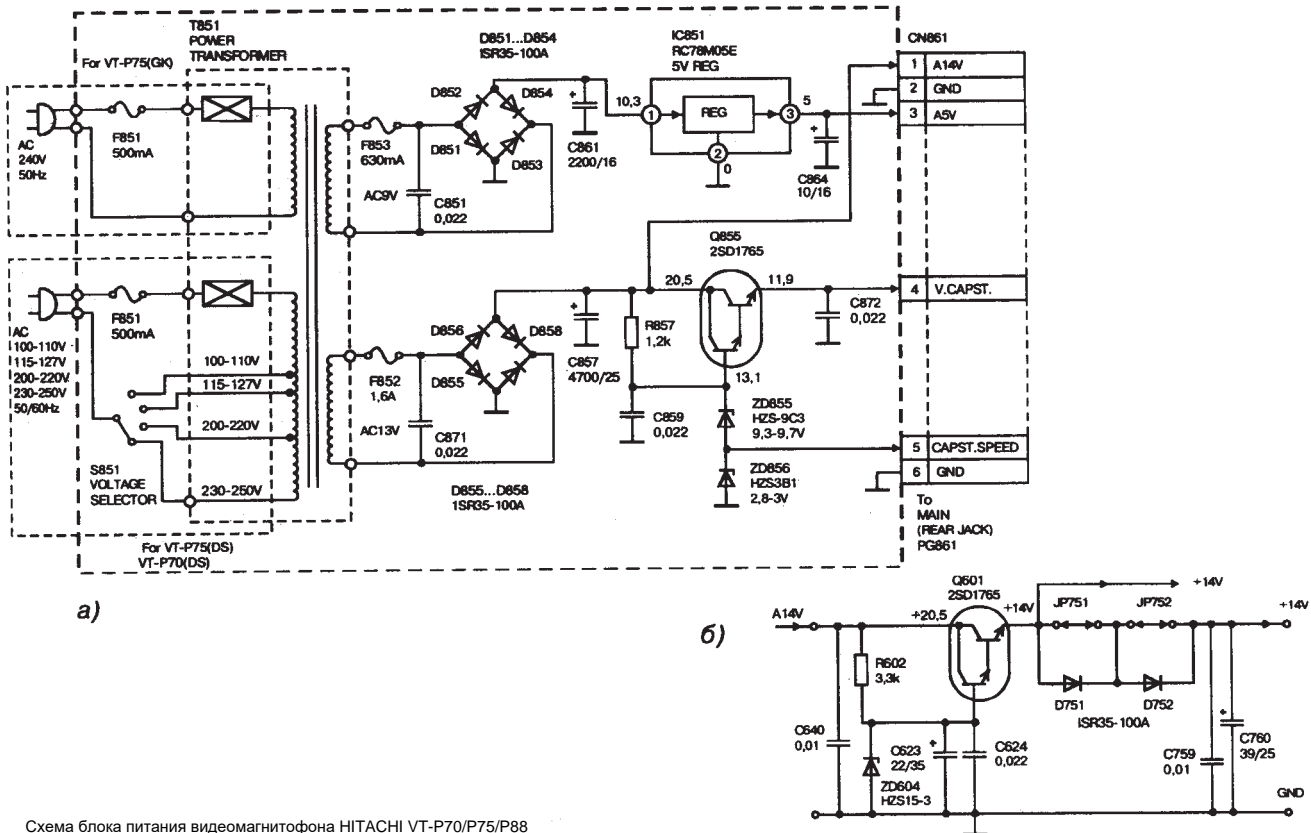 For VT-P75(GK)
T851
POWER
TRANSFORMER
AC
240V
50Hz
F851
500mA
F853
630mA
AC9V
C851
0,022
D851...D854
ISR35-100A
D852
D854
D851
D853
C861
2200/16
IC851
RC78M05E
5V REG
10,3
1
REG
3
5
2
0
C864
10/16
CN861
1 A14V
2 GND
3 A5V
4 V.CAPST.
5 CAPST.SPEED
6 GND
To
MAIN
(REAR JACK)
PG861
AC
100-110V
115-127V
200-220V
230-250V
50/60Hz
F851
500mA
100-110V
115-127V
200-220V
230-250V
S851
VOLTAGE
SELECTOR
For VT-P75(DS)
VT-P70(DS)
F852
1,6A
AC13V
C871
0,022
D856
D858
D855
D855...D858
1SR35-100A
C857
4700/25
R857
1,2k
C859
0,022
Q855
2SD1765
20,5
11,9
13,1
C872
0,022
ZD855
HZS-9C3
9,3-9,7V
ZD856
HZS3B1
2,8-3V
а)
б)
A14V
C640
0,01
R602
3,3k
ZD604
HZS15-3
C623
22/35
C624
0,022
Q601
2SD1765
+20,5
+14V
JP751
JP752
+14V
+14V
D751
D752
ISR35-100A
C759
0,01
C760
39/25
GND
Схема блока питания видеомагнитофона HITACHI VT-P70/P75/P88